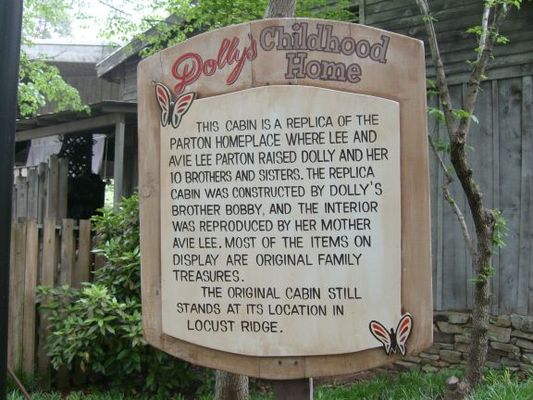 Dolly's Childhood
Home
THIS CABIN IS A REPLICA OF THE
PARTON HOMEPLACE WHERE LEE AND
AVIE LEE PARTON RAISED DOLLY AND HER
10 BROTHERS AND SISTERS. THE REPLICA
CABIN WAS CONSTRUCTED BY DOLLY'S
BROTHER BOBBY, AND THE INTERIOR
WAS REPRODUCED BY HER MOTHER
AVIE LEE. MOST OF THE ITEMS ON
DISPLAY ARE ORIGINAL FAMILY
TREASURES.
THE ORIGINAL CABIN STILL
STANDS AT ITS LOCATION IN
LOCUST RIDGE.